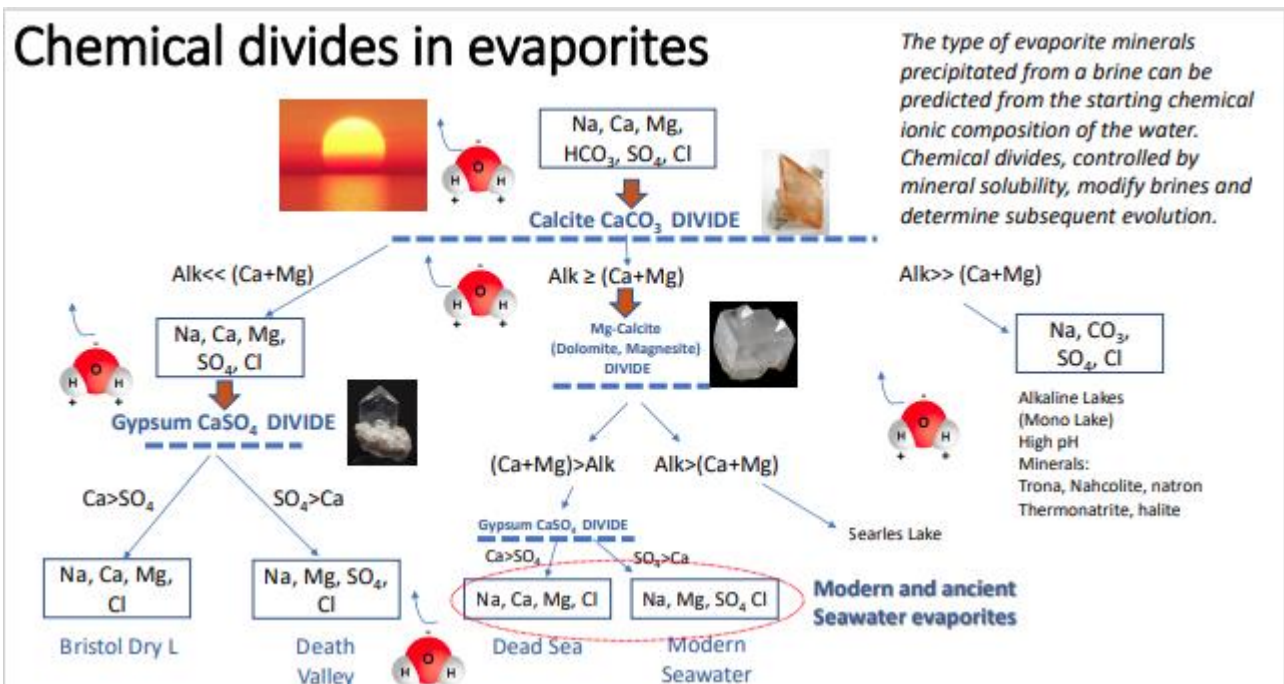 Chemical divides in evaporites
The type of evaporite minerals
precipitated from a brine can be
predicted from the starting chemical
ionic composition of the water.
Chemical divides, controlled by
mineral solubility, modify brines and
determine subsequent evolution.
Na, Ca, Mg,
HCO₃, SO₄, Cl
H O H
- + +
Calcite CaCO₃ DIVIDE
Alk<< (Ca+Mg)
Alk ≥ (Ca+Mg)
Alk>> (Ca+Mg)
H O H
- + +
Na, Ca, Mg,
SO₄, Cl
H O H
- + +
Mg-Calcite
(Dolomite, Magnesite)
DIVIDE
Na, CO₃,
SO₄, Cl
Gypsum CaSO₄ DIVIDE
H O H
- + +
Alkaline Lakes
(Mono Lake)
High pH
Minerals:
Trona, Nahcolite, natron
Thermonatrite, halite
Ca>SO₄
SO₄>Ca
(Ca+Mg)>Alk
Alk>(Ca+Mg)
Gypsum CaSO₄ DIVIDE
Searles Lake
Ca>SO₄
SO₄>Ca
Na, Ca, Mg,
Cl
Na, Mg, SO₄,
Cl
Na, Ca, Mg, Cl
Na, Mg, SO₄ Cl
Modern and ancient
Seawater evaporites
Bristol Dry L
Death
Valley
H O H
-
Dead Sea
Modern
Seawater